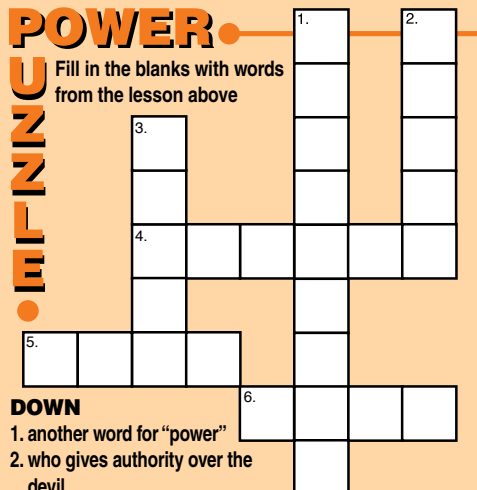 POWER
PUZZLE
Fill in the blanks with words
from the lesson above
1.
2.
3.
4.
5.
6.
DOWN
1. another word for “power”
2. who gives authority over the
devil